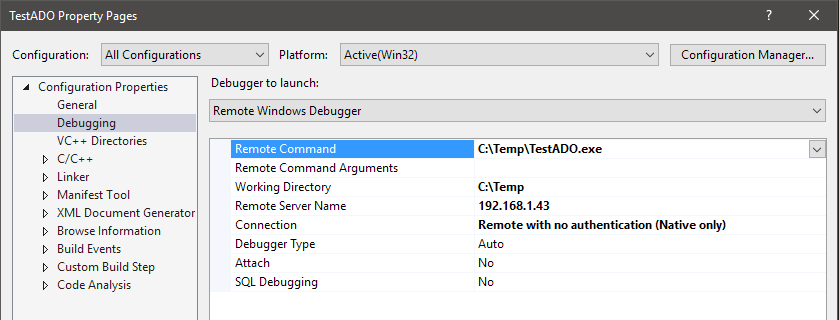 TestADO Property Pages ? ×
Configuration: All Configurations Platform: Active(Win32) Configuration Manager...
Configuration Properties
General
Debugging
VC++ Directories
C/C++
Linker
Manifest Tool
XML Document Generator
Browse Information
Build Events
Custom Build Step
Code Analysis
Debugger to launch:
Remote Windows Debugger
Remote Command C:\Temp\TestADO.exe
Remote Command Arguments
Working Directory C:\Temp
Remote Server Name 192.168.1.43
Connection Remote with no authentication (Native only)
Debugger Type Auto
Attach No
SQL Debugging No